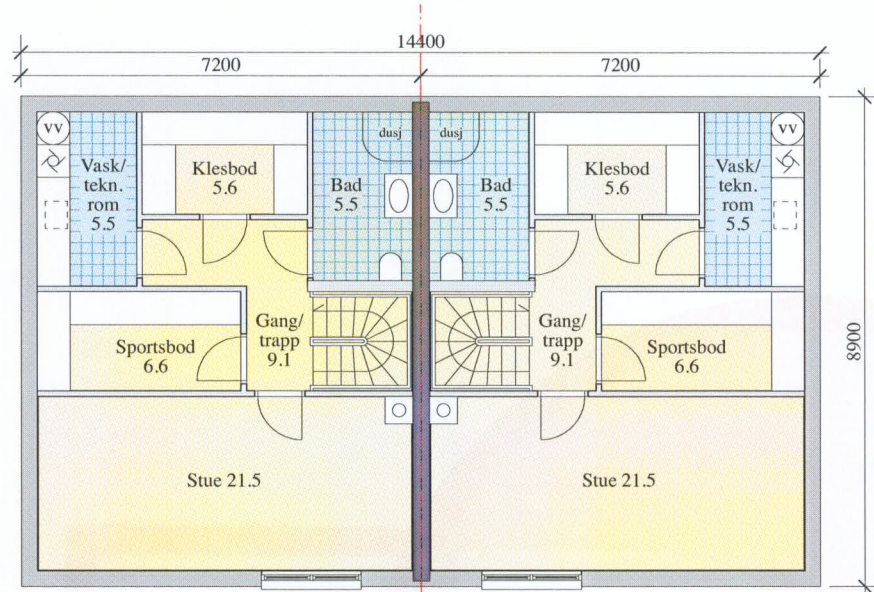 14400
7200
7200
vv
dusj
dusj
vv
Vask/
tekn.
rom
5.5
Klesbod
5.6
Bad
5.5
Bad
5.5
Klesbod
5.6
Vask/
tekn.
rom
5.5
Sportsbod
6.6
Gang/
trapp
9.1
Gang/
trapp
9.1
Sportsbod
6.6
8900
Stue 21.5
Stue 21.5